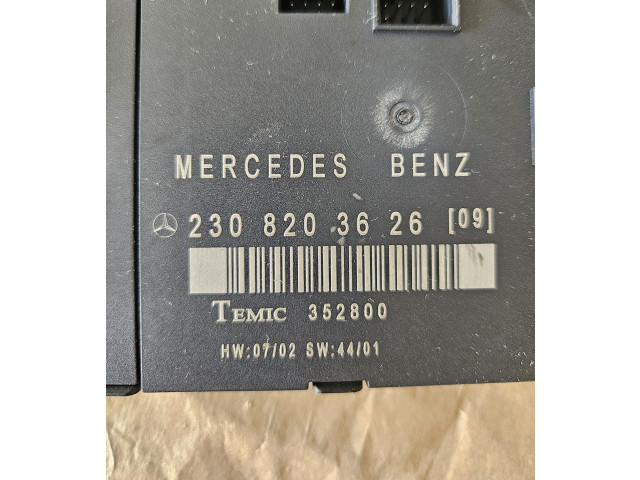 MERCEDES BENZ
230 820 36 26 [09]
TEMIC 352800
HW:07/02 SW:44/01